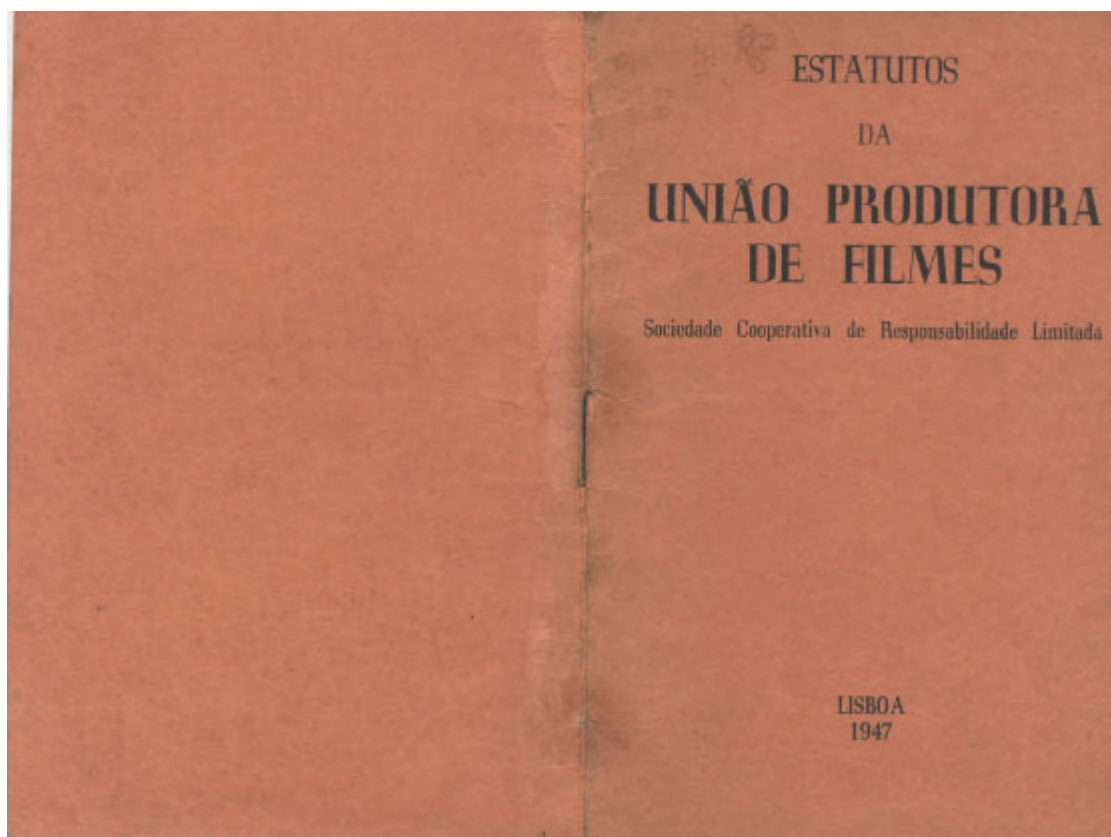 ESTATUTOS
DA
UNIÃO PRODUTORA
DE FILMES
Sociedade Cooperativa de Responsabilidade Limitada
LISBOA
1947